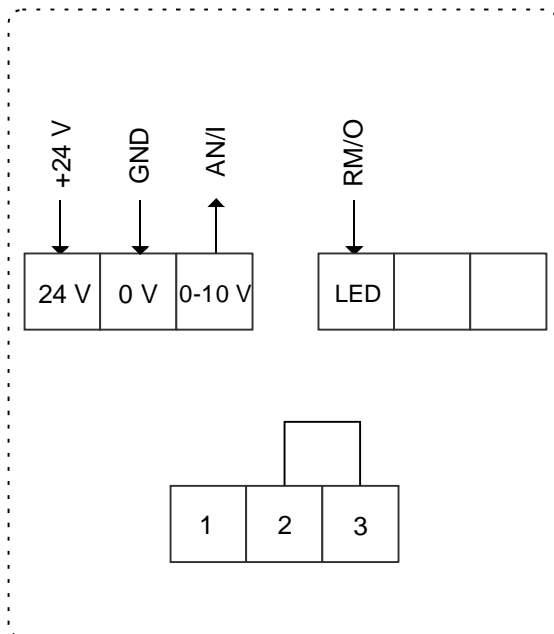 +24 V
GND
AN/I
RM/O
24 V
0 V
0-10 V
LED
1
2
3